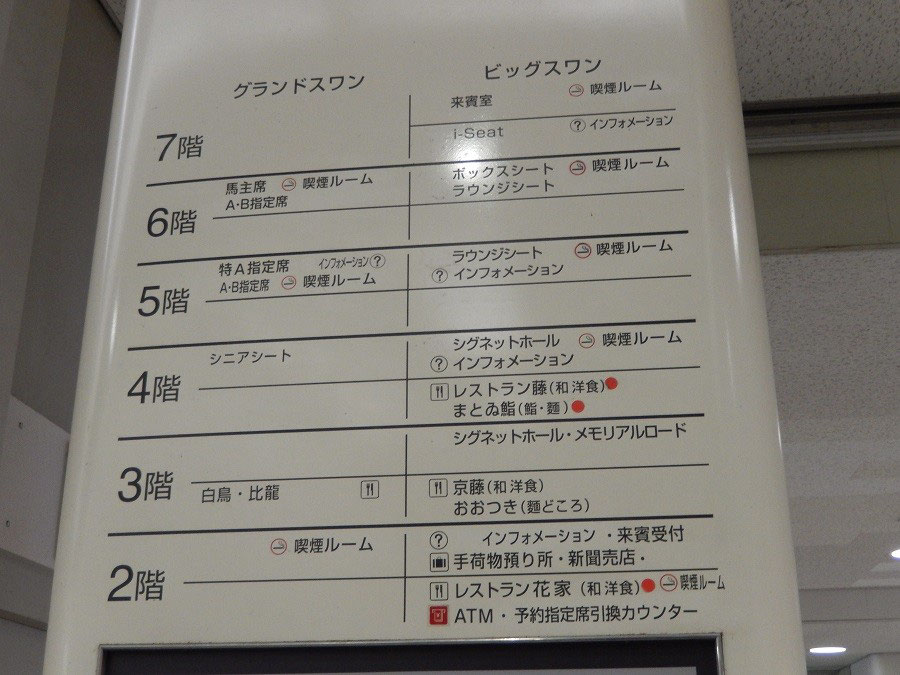 グランドスワン
ビッグスワン
7階
来賓室 喫煙ルーム
i-Seat ? インフォメーション
6階
馬主席 喫煙ルーム
A・B指定席
ボックスシート 喫煙ルーム
ラウンジシート
5階
特A指定席 インフォメーション ?
A・B指定席 喫煙ルーム
ラウンジシート 喫煙ルーム
? インフォメーション
4階
シニアシート
シグネットホール 喫煙ルーム
? インフォメーション
レストラン藤(和洋食)
まとゐ鮨(鮨・麺)
3階
白鳥・比龍
シグネットホール・メモリアルロード
京藤(和洋食)
おおつき(麺どころ)
2階
喫煙ルーム
? インフォメーション ・来賓受付
手荷物預り所・新聞売店・
レストラン花家 (和洋食) 喫煙ルーム
ATM・予約指定席引換カウンター